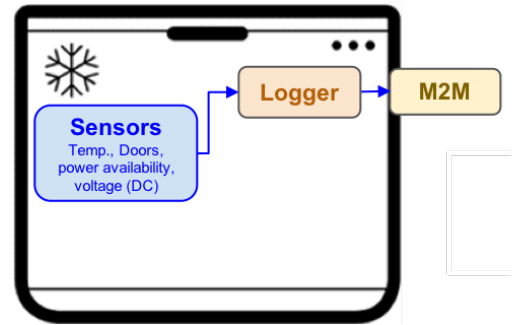 Logger
M2M
Sensors
Temp., Doors,
power availability,
voltage (DC)